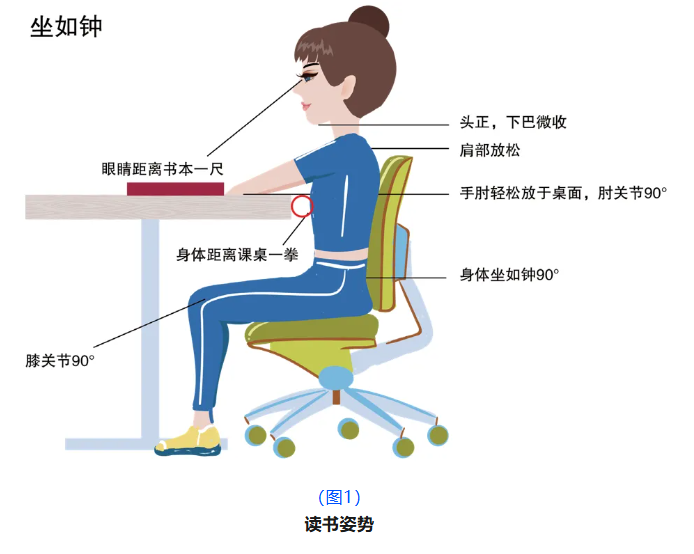 坐如钟
头正，下巴微收
肩部放松
眼睛距离书本一尺
手肘轻松放于桌面，肘关节90°
身体距离课桌一拳
身体坐如钟90°
膝关节90°
（图1）
读书姿势